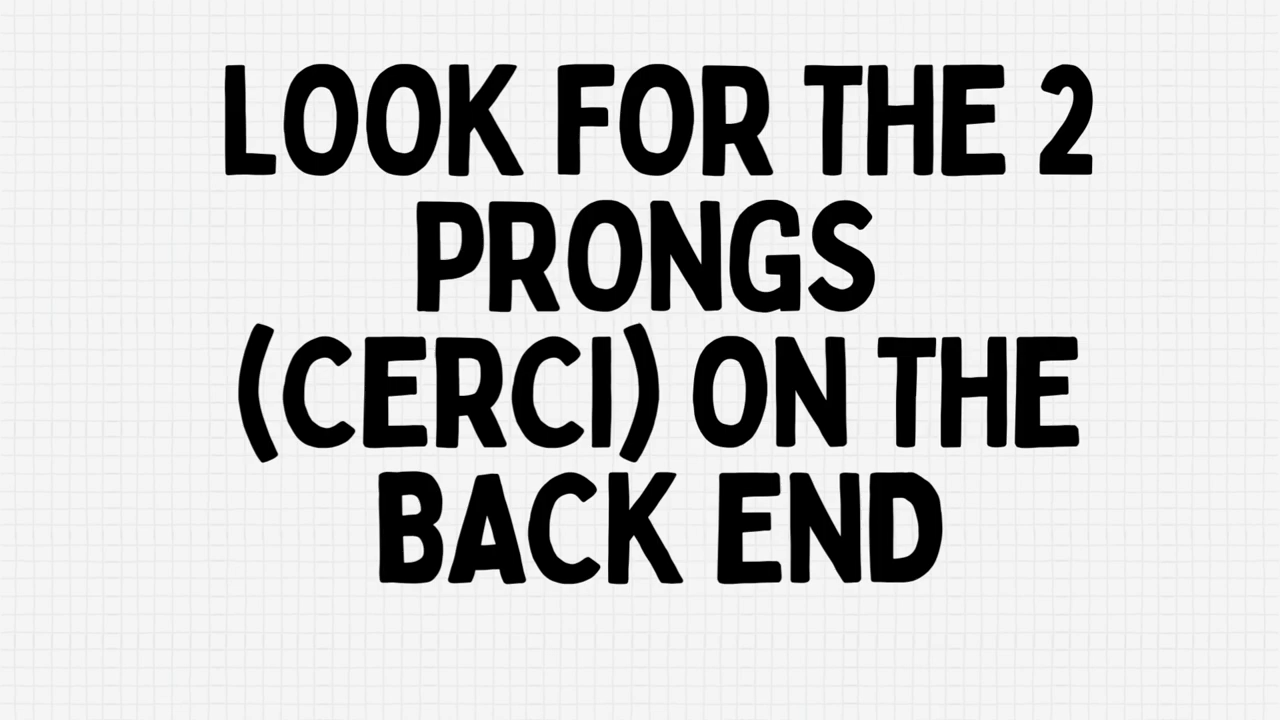 LOOK FOR THE 2
PRONGS
(CERCI) ON THE
BACK END